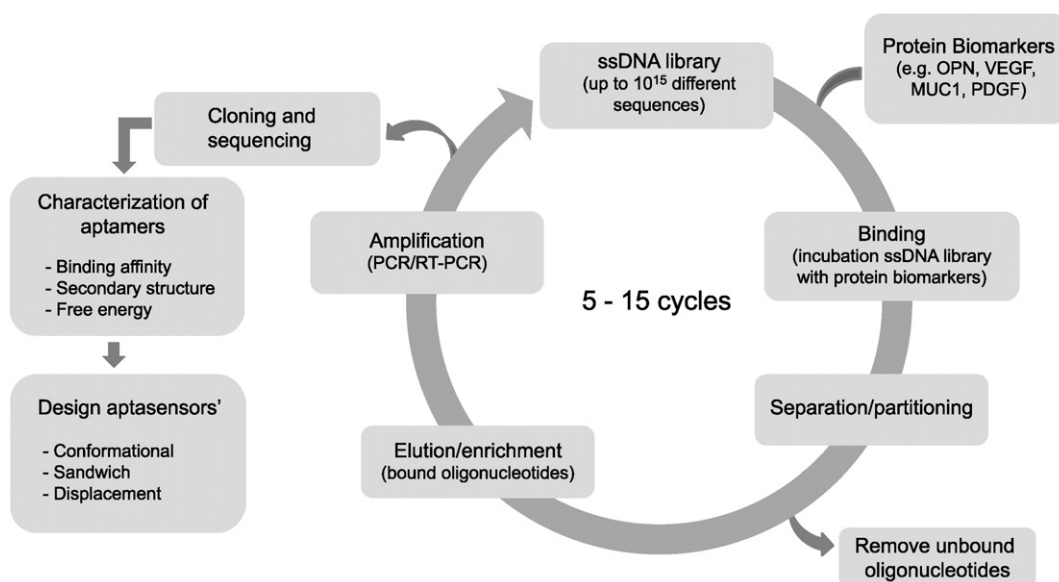 ssDNA library
(up to 10¹⁵ different
sequences)
Protein Biomarkers
(e.g. OPN, VEGF,
MUC1, PDGF)
Binding
(incubation ssDNA library
with protein biomarkers)
Separation/partitioning
Remove unbound
oligonucleotides
Elution/enrichment
(bound oligonucleotides)
Amplification
(PCR/RT-PCR)
5 - 15 cycles
Cloning and
sequencing
Characterization of
aptamers
- Binding affinity
- Secondary structure
- Free energy
Design aptasensors’
- Conformational
- Sandwich
- Displacement